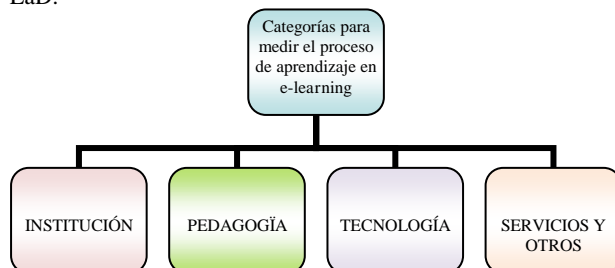 EaD.
Categorías para
medir el proceso
de aprendizaje en
e-learning
INSTITUCIÓN
PEDAGOGÏA
TECNOLOGÍA
SERVICIOS Y
OTROS